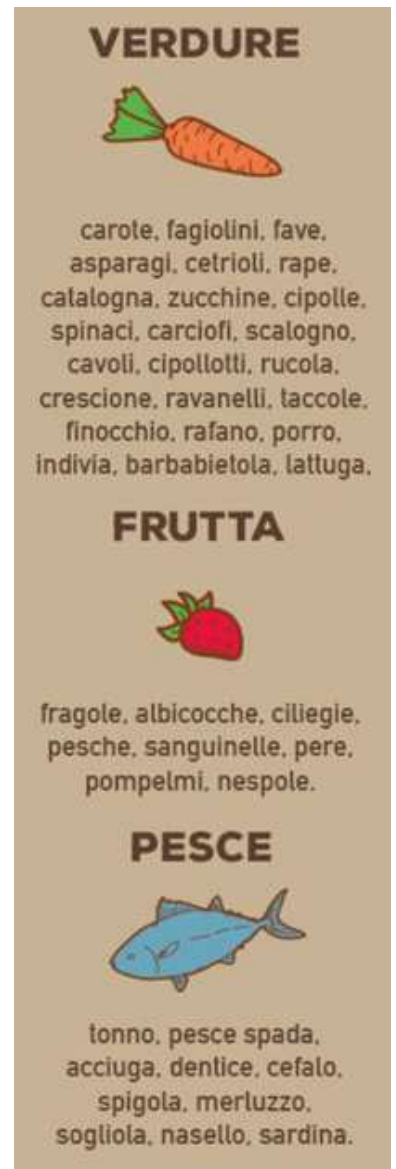 VERDURE
carote, fagiolini, fave,
asparagi, cetrioli, rape,
catalogna, zucchine, cipolle,
spinaci, carciofi, scalogno,
cavoli, cipollotti, rucola,
crescione, ravanelli, taccole,
finocchio, rafano, porro,
indivia, barbabietola, lattuga,
FRUTTA
fragole, albicocche, ciliegie,
pesche, sanguinelle, pere,
pompelmi, nespole.
PESCE
tonno, pesce spada,
acciuga, dentice, cefalo,
spigola, merluzzo,
sogliola, nasello, sardina.